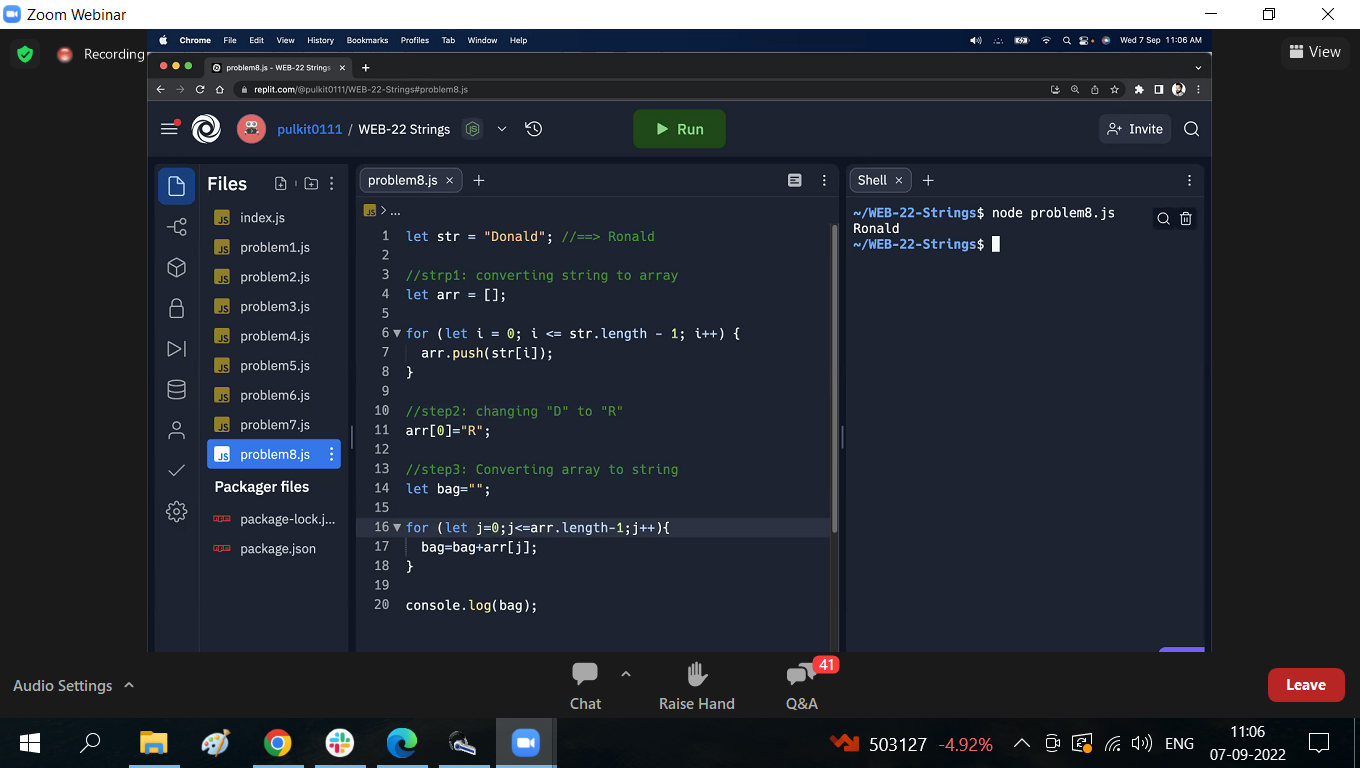 Zoom Webinar
Recording
View
Chrome File Edit View History Bookmarks Profiles Tab Window Help
Wed 7 Sep 11:06 AM
problem8.js - WEB-22 Strings
replit.com/@pulkit0111/WEB-22-Strings#problem8.js
pulkit0111 / WEB-22 Strings
Run
Invite
Files
index.js
problem1.js
problem2.js
problem3.js
problem4.js
problem5.js
problem6.js
problem7.js
problem8.js
Packager files
package-lock.j...
package.json
problem8.js
JS > ...
1 let str = "Donald"; //==> Ronald
2
3 //strp1: converting string to array
4 let arr = [];
5
6 for (let i = 0; i <= str.length - 1; i++) {
7 arr.push(str[i]);
8 }
9
10 //step2: changing "D" to "R"
11 arr[0]="R";
12
13 //step3: Converting array to string
14 let bag="";
15
16 for (let j=0;j<=arr.length-1;j++){
17 bag=bag+arr[j];
18 }
19
20 console.log(bag);
Shell
~/WEB-22-Strings$ node problem8.js
Ronald
~/WEB-22-Strings$
Audio Settings
Chat
Raise Hand
41
Q&A
Leave
503127 -4.92%
ENG
11:06
07-09-2022